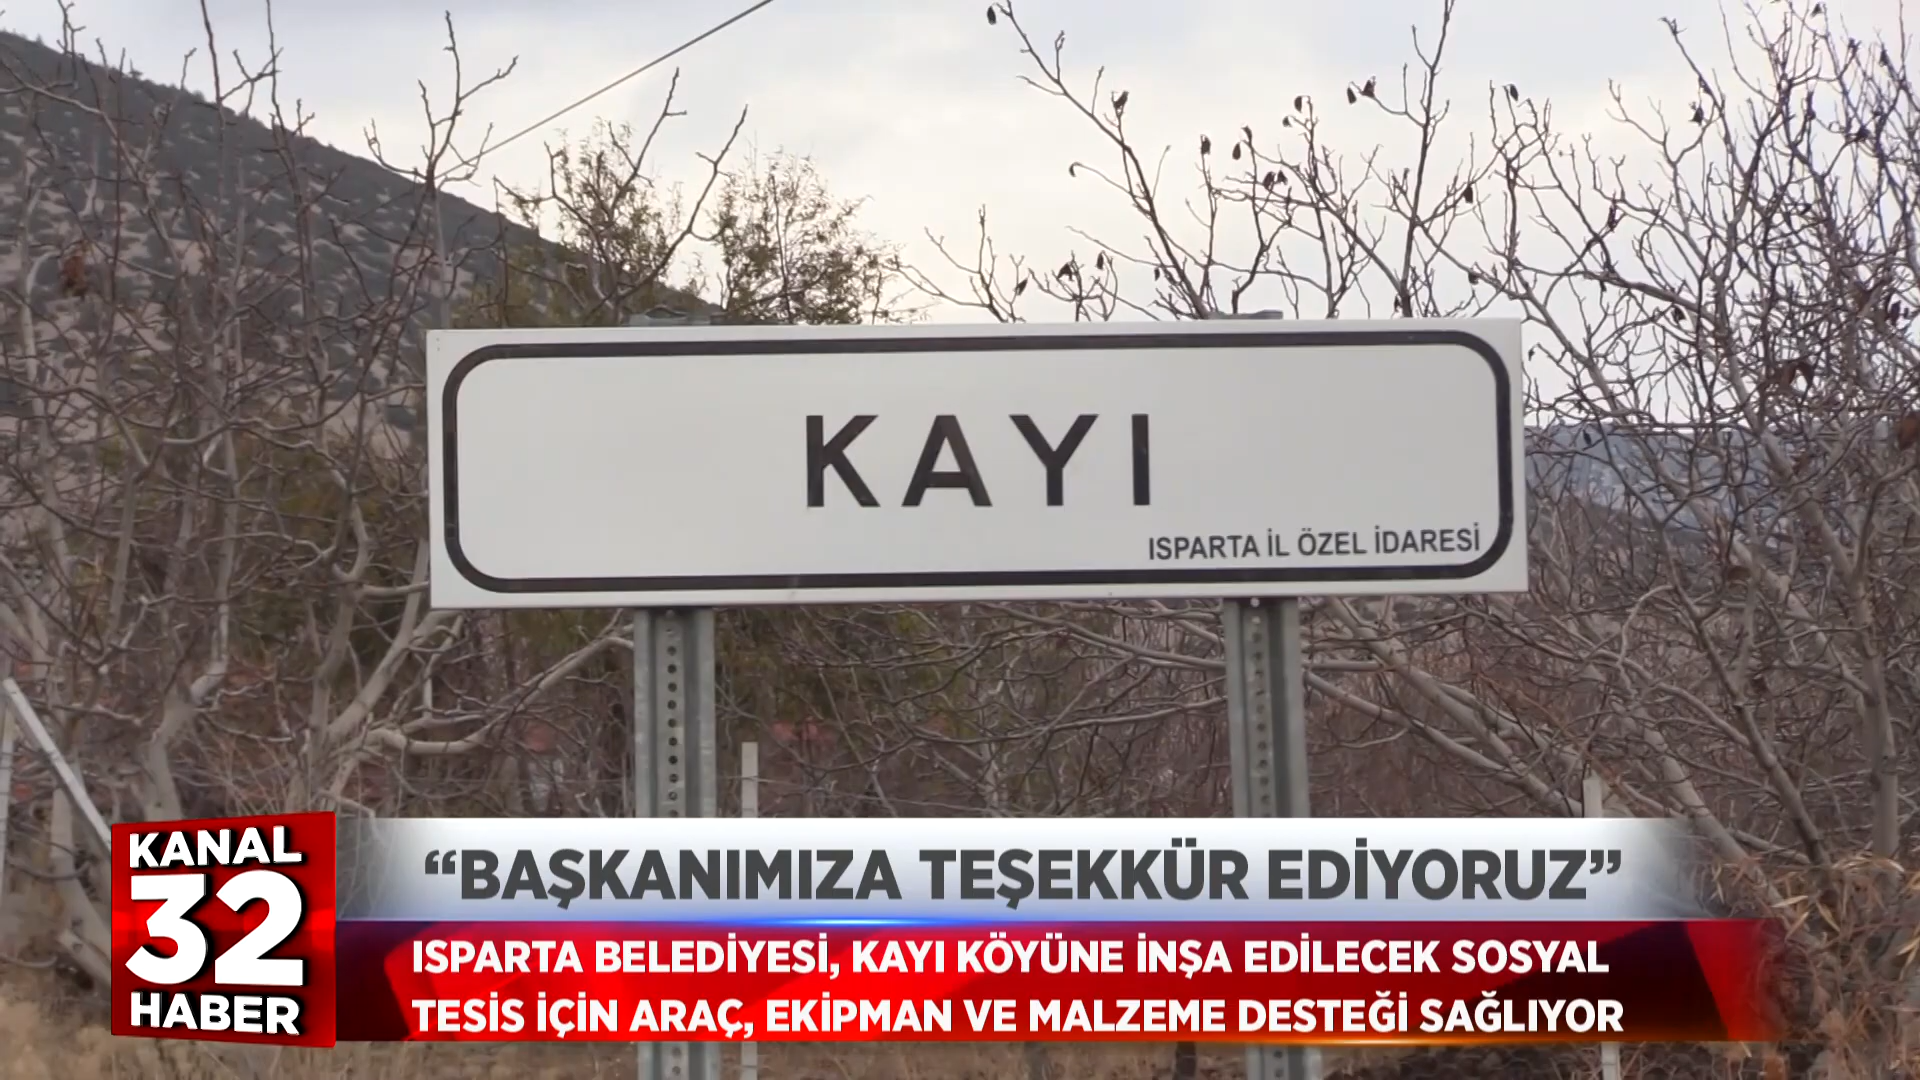 KAYI
ISPARTA İL ÖZEL İDARESİ
KANAL
32
HABER
“BAŞKANIMIZA TEŞEKKÜR EDİYORUZ”
ISPARTA BELEDİYESİ, KAYI KÖYÜNE İNŞA EDİLECEK SOSYAL
TESİS İÇİN ARAÇ, EKİPMAN VE MALZEME DESTEĞİ SAĞLIYOR